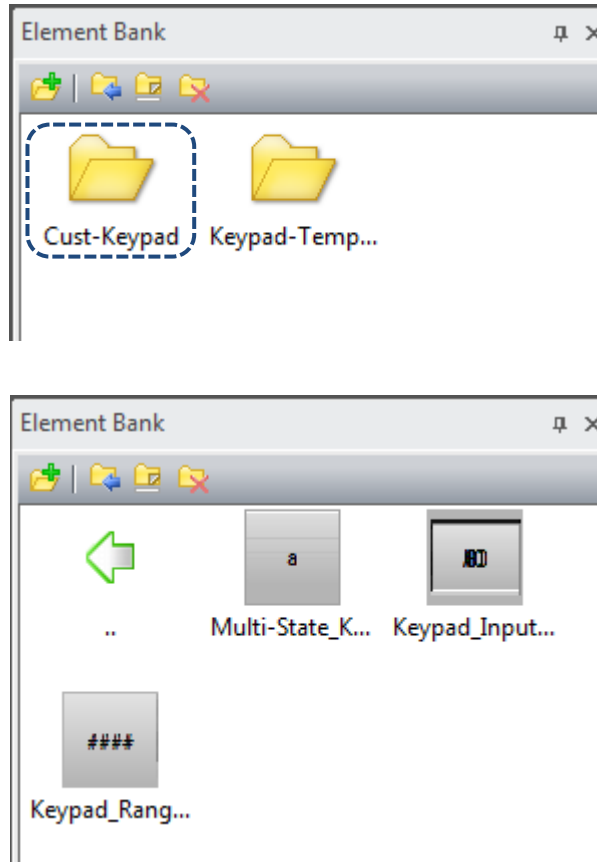 Element Bank
Cust-Keypad Keypad-Temp...
Element Bank
a
.. Multi-State_K... Keypad_Input...
####
Keypad_Rang...